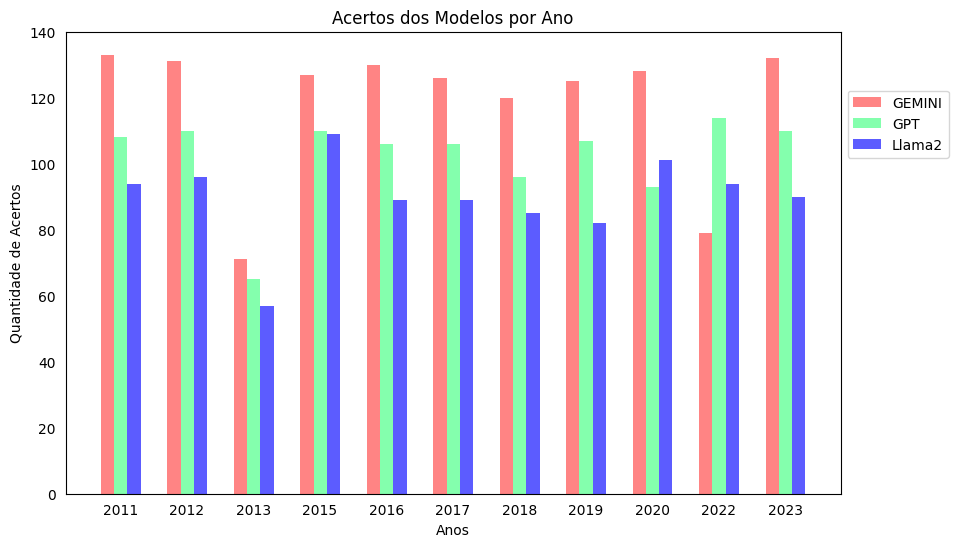 Acertos dos Modelos por Ano
Quantidade de Acertos
140
120
100
80
60
40
20
0
2011 2012 2013 2015 2016 2017 2018 2019 2020 2022 2023
Anos
GEMINI
GPT
Llama2